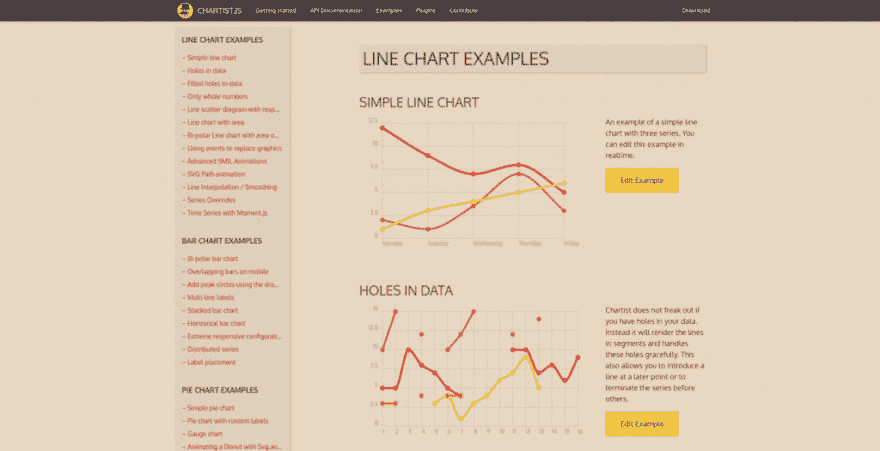 CHARTIST.JS
Getting started
API Documentation
Examples
Plugins
Contribute
Download
LINE CHART EXAMPLES
– Simple line chart
– Holes in data
– Filled holes in data
– Only whole numbers
– Line scatter diagram with resp...
– Line chart with area
– Bi-polar Line chart with area o...
– Using events to replace graphics
– Advanced SMIL Animations
– SVG Path animation
– Line Interpolation / Smoothing
– Series Overrides
– Time Series with Moment.js
BAR CHART EXAMPLES
– Bi-polar bar chart
– Overlapping bars on mobile
– Add peak circles using the dra...
– Multi-line labels
– Stacked bar chart
– Horizontal bar chart
– Extreme responsive configurati...
– Distributed series
– Label placement
PIE CHART EXAMPLES
– Simple pie chart
– Pie chart with custom labels
– Gauge chart
– Animating a Donut with Svg.an...
LINE CHART EXAMPLES
SIMPLE LINE CHART
12.5
10
7.5
5
2.5
0
Monday
Tuesday
Wednesday
Thursday
Friday
An example of a simple line
chart with three series. You
can edit this example in
realtime.
Edit Example
HOLES IN DATA
15
12.5
10
7.5
5
2.5
0
1 2 3 4 5 6 7 8 9 10 11 12 13 14 15 16
Chartist does not freak out if
you have holes in your data.
Instead it will render the lines
in segments and handles
these holes gracefully. This
also allows you to introduce a
line at a later point or to
terminate the series before
others.
Edit Example